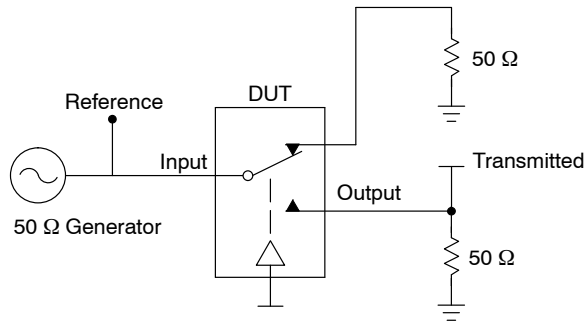 50 Ω
DUT
Reference
Input
Transmitted
Output
50 Ω Generator
50 Ω